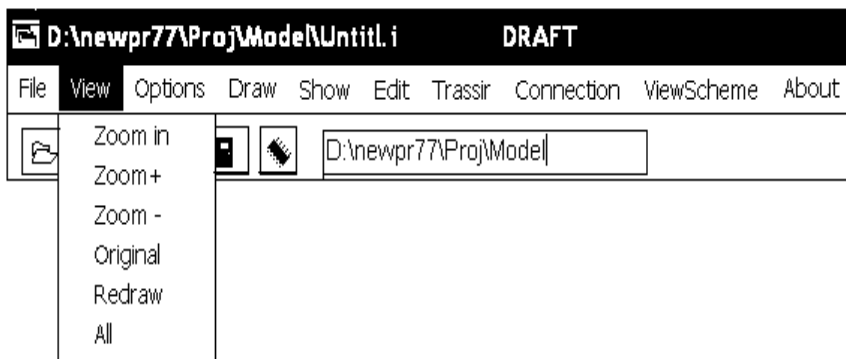 D:\newpr77\Proj\Model\Untitl.i DRAFT
File View Options Draw Show Edit Trassir Connection ViewScheme About
D:\newpr77\Proj\Model
Zoom in
Zoom+
Zoom -
Original
Redraw
All